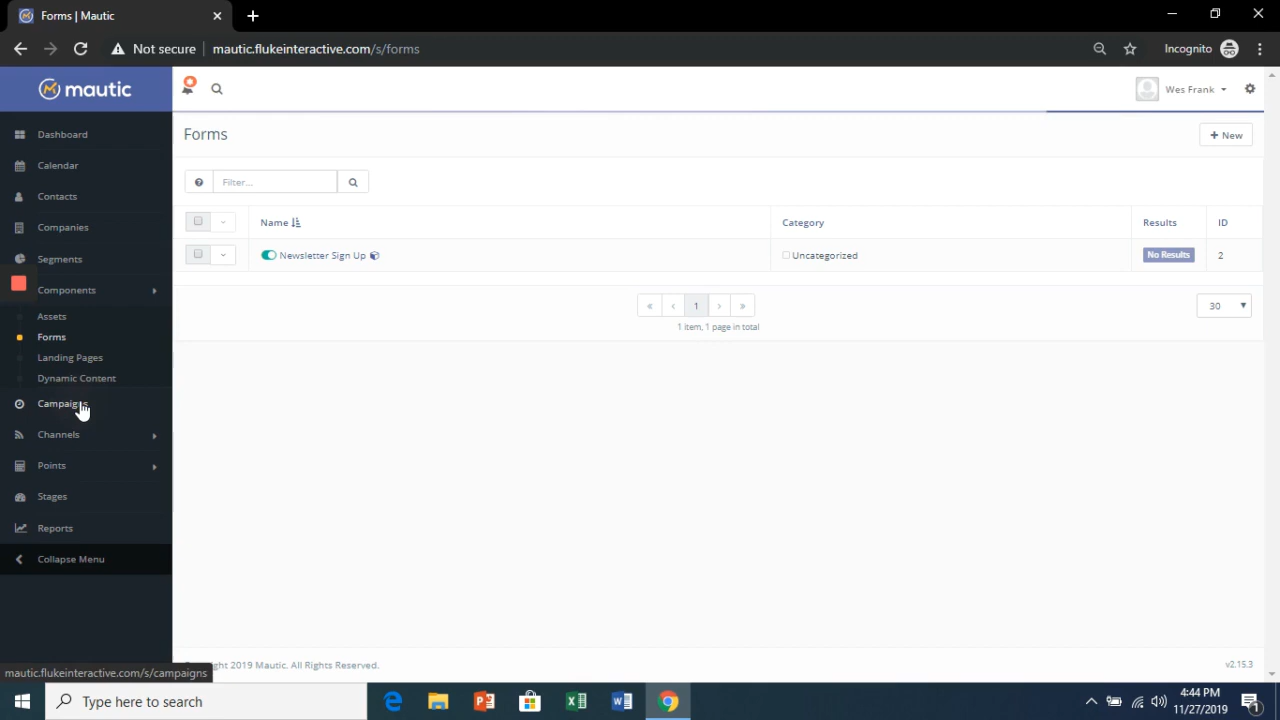 Forms | Mautic
Not secure
mautic.flukeinteractive.com/s/forms
Incognito
mautic
Wes Frank
Dashboard
Calendar
Contacts
Companies
Segments
Components
Assets
Forms
Landing Pages
Dynamic Content
Campaigns
Channels
Points
Stages
Reports
Collapse Menu
Forms
+ New
Filter...
Name
Category
Results
ID
Newsletter Sign Up
Uncategorized
No Results
2
« ‹ 1 › »
30
1 item, 1 page in total
2019 Mautic. All Rights Reserved.
v2.15.3
mautic.flukeinteractive.com/s/campaigns
Type here to search
4:44 PM
11/27/2019
1